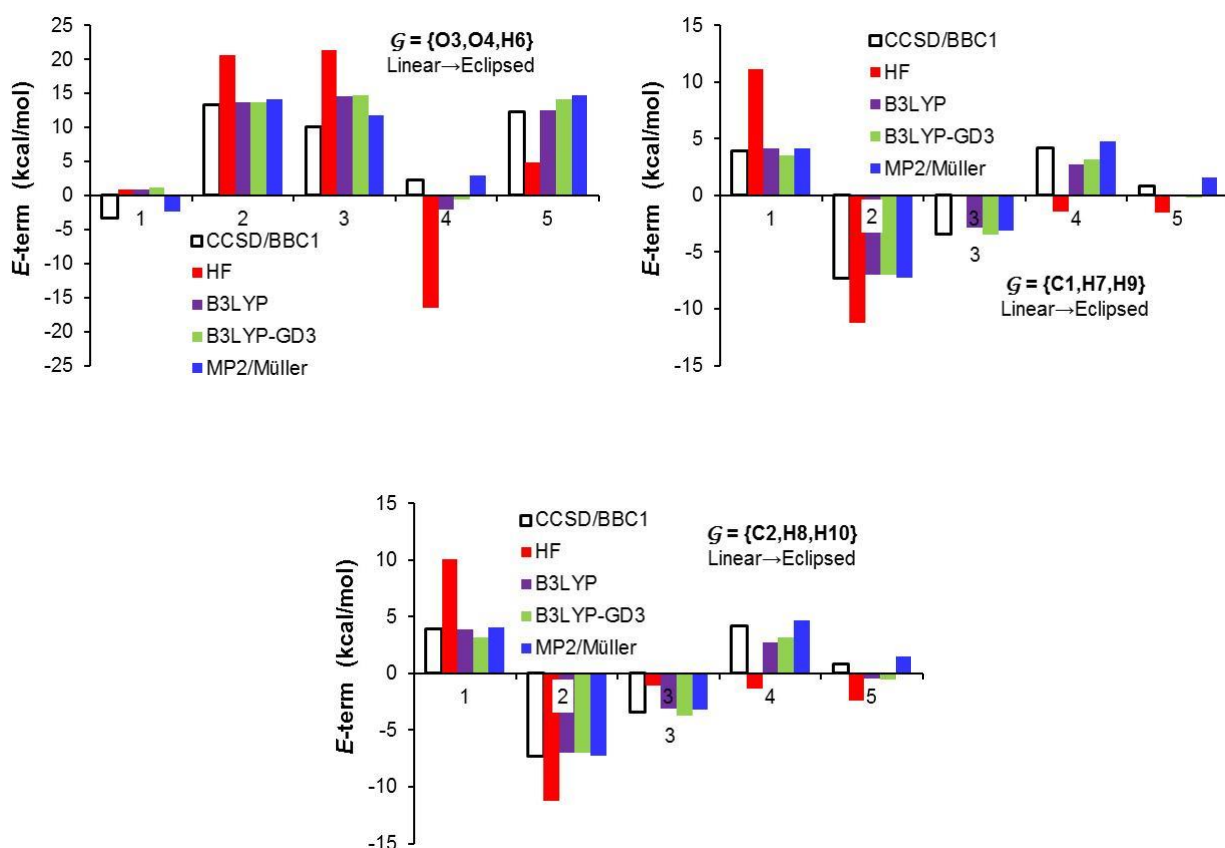 E-term (kcal/mol)
25
20
15
10
5
0
-5
-10
-15
-20
-25
1
2
3
4
5
𝒢 = {O3,O4,H6}
Linear→Eclipsed
CCSD/BBC1
HF
B3LYP
B3LYP-GD3
MP2/Müller
E-term (kcal/mol)
15
10
5
0
-5
-10
-15
1
2
3
3
4
5
CCSD/BBC1
HF
B3LYP
B3LYP-GD3
MP2/Müller
𝒢 = {C1,H7,H9}
Linear→Eclipsed
E-term (kcal/mol)
15
10
5
0
-5
-10
-15
1
2
3
3
4
5
CCSD/BBC1
HF
B3LYP
B3LYP-GD3
MP2/Müller
𝒢 = {C2,H8,H10}
Linear→Eclipsed